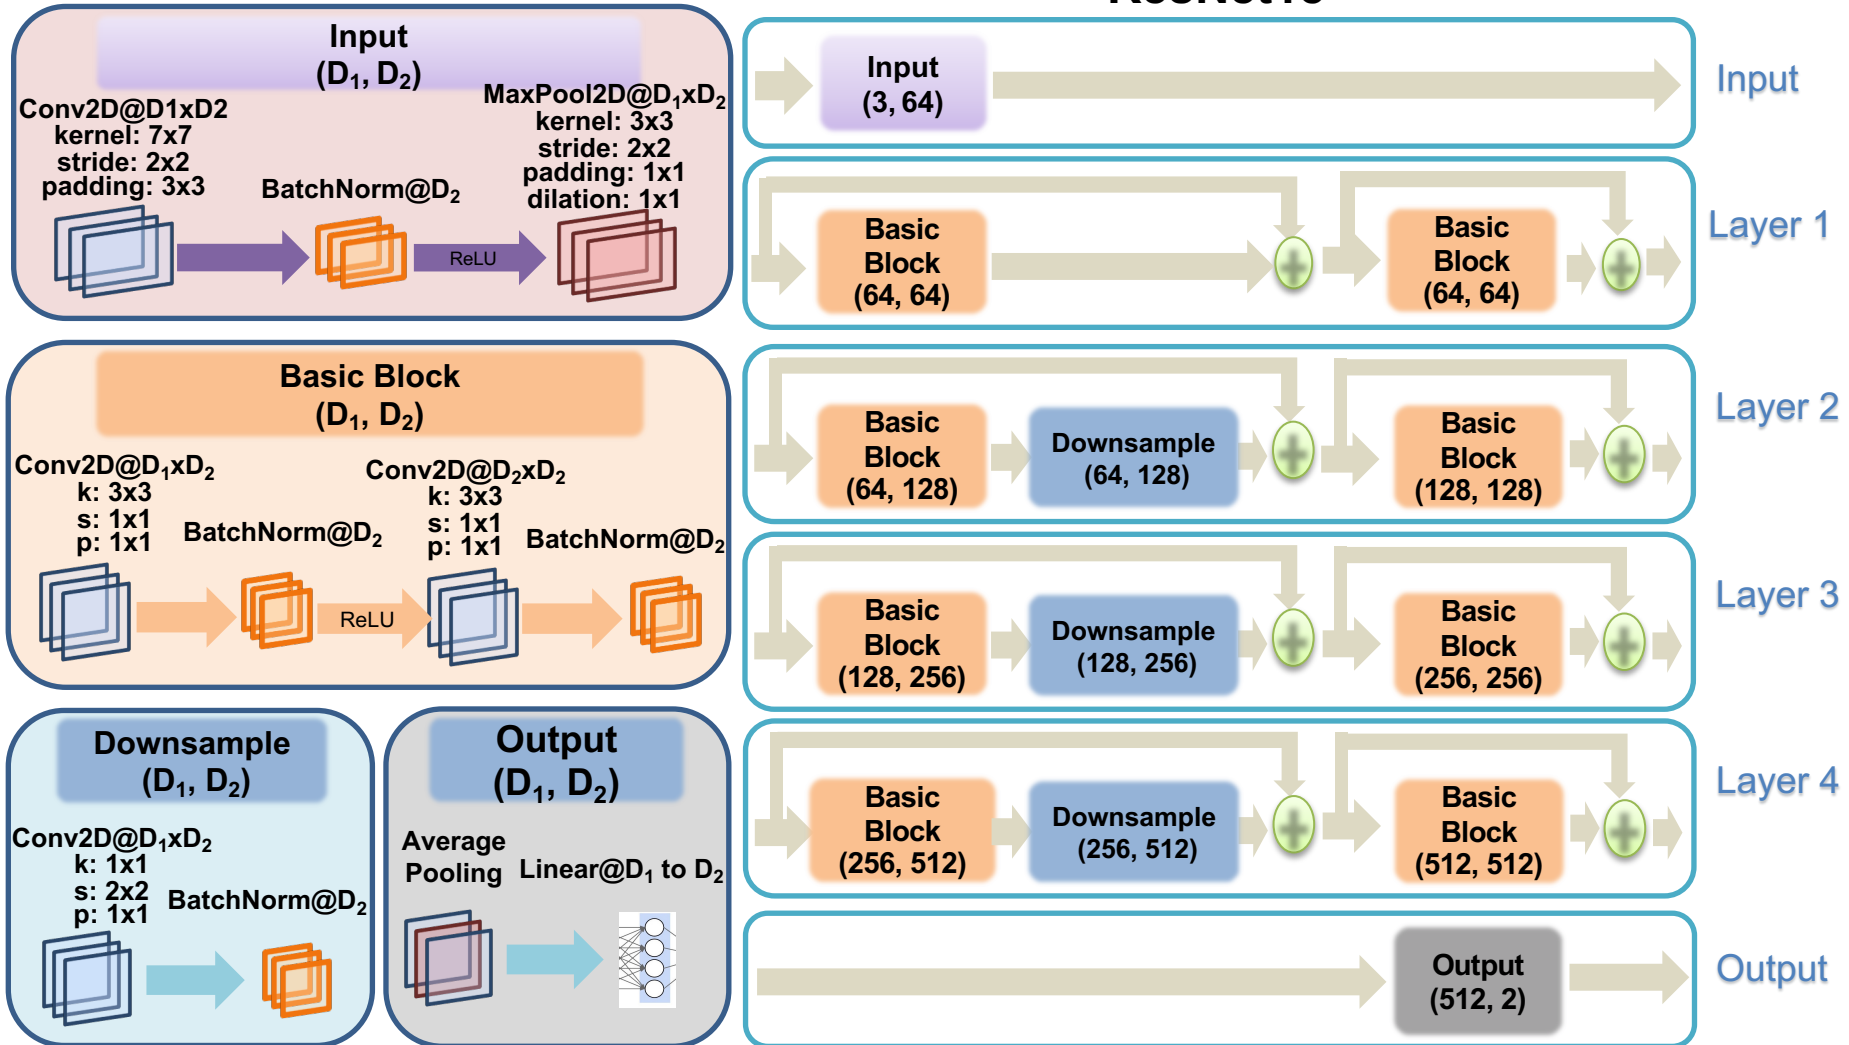 Input
(D₁, D₂)
Conv2D@D1xD2
kernel: 7x7
stride: 2x2
padding: 3x3
BatchNorm@D₂
MaxPool2D@D₁xD₂
kernel: 3x3
stride: 2x2
padding: 1x1
dilation: 1x1
ReLU
Basic Block
(D₁, D₂)
Conv2D@D₁xD₂
k: 3x3
s: 1x1
p: 1x1
BatchNorm@D₂
ReLU
Conv2D@D₂xD₂
k: 3x3
s: 1x1
p: 1x1
BatchNorm@D₂
Downsample
(D₁, D₂)
Conv2D@D₁xD₂
k: 1x1
s: 2x2
p: 1x1
BatchNorm@D₂
Output
(D₁, D₂)
Average
Pooling
Linear@D₁ to D₂
Input
(3, 64)
Input
Basic
Block
(64, 64)
Basic
Block
(64, 64)
Layer 1
Basic
Block
(64, 128)
Downsample
(64, 128)
Basic
Block
(128, 128)
Layer 2
Basic
Block
(128, 256)
Downsample
(128, 256)
Basic
Block
(256, 256)
Layer 3
Basic
Block
(256, 512)
Downsample
(256, 512)
Basic
Block
(512, 512)
Layer 4
Output
(512, 2)
Output